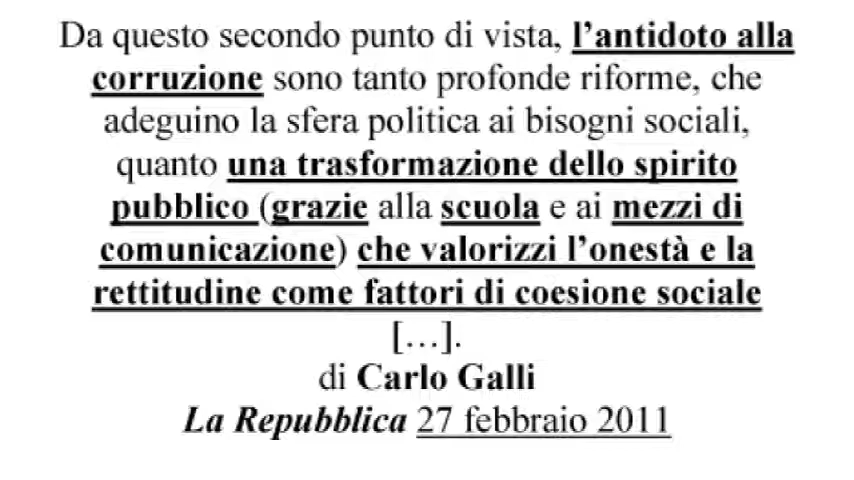 Da questo secondo punto di vista, l’antidoto alla
corruzione sono tanto profonde riforme, che
adeguino la sfera politica ai bisogni sociali,
quanto una trasformazione dello spirito
pubblico (grazie alla scuola e ai mezzi di
comunicazione) che valorizzi l’onestà e la
rettitudine come fattori di coesione sociale
[…].
di Carlo Galli
La Repubblica 27 febbraio 2011